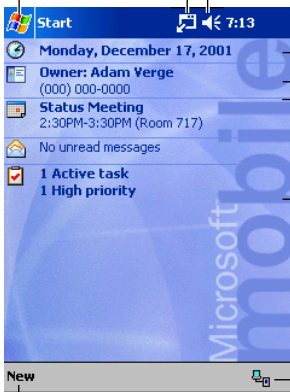 Start 7:13
Monday, December 17, 2001
Owner: Adam Verge
(000) 000-0000
Status Meeting
2:30PM-3:30PM (Room 717)
No unread messages
1 Active task
1 High priority
Microsoft
mobile
New